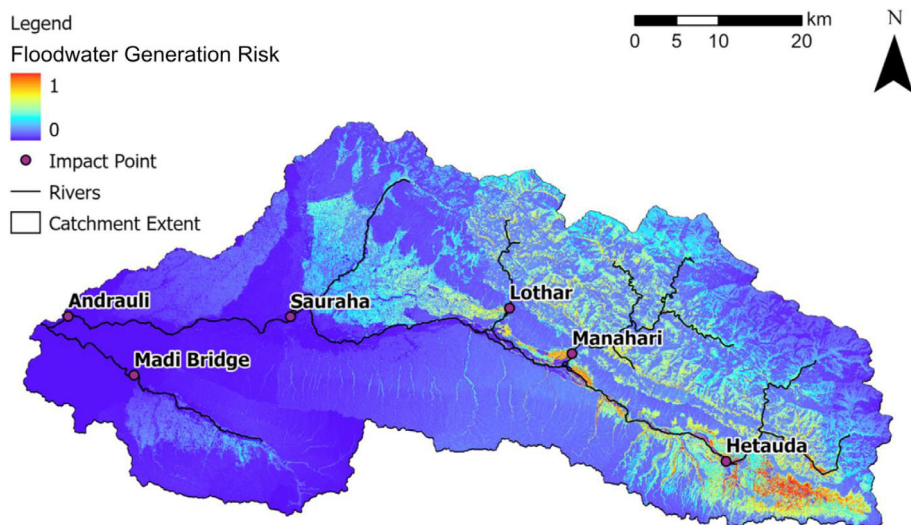 Legend
Floodwater Generation Risk
1
0
Impact Point
Rivers
Catchment Extent
km
0 5 10 20
N
Andrauli
Sauraha
Lothar
Madi Bridge
Manahari
Hetauda